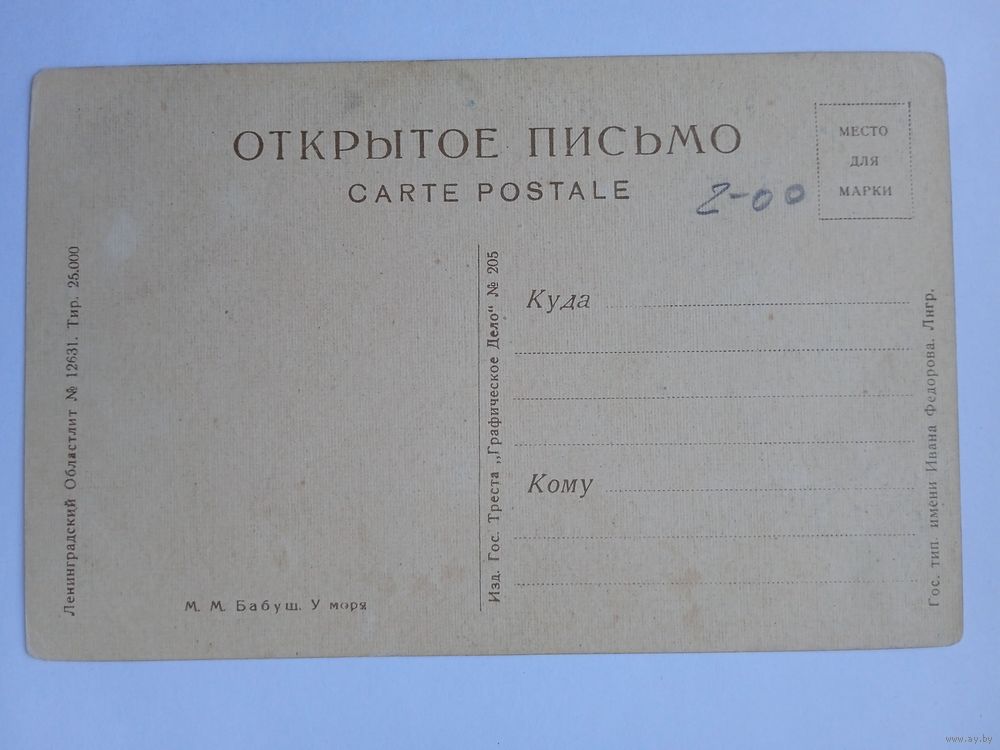 ОТКРЫТОЕ ПИСЬМО
CARTE POSTALE
2-00
МЕСТО
ДЛЯ
МАРКИ
Ленинградский Областлит № 12631. Тир. 25.000
М. М. Бабуш. У моря
Изд. Гос. Треста „Графическое Дело“ № 205
Куда
Кому
Гос. тип. имени Ивана Федорова. Лнгр.
www.ay.by